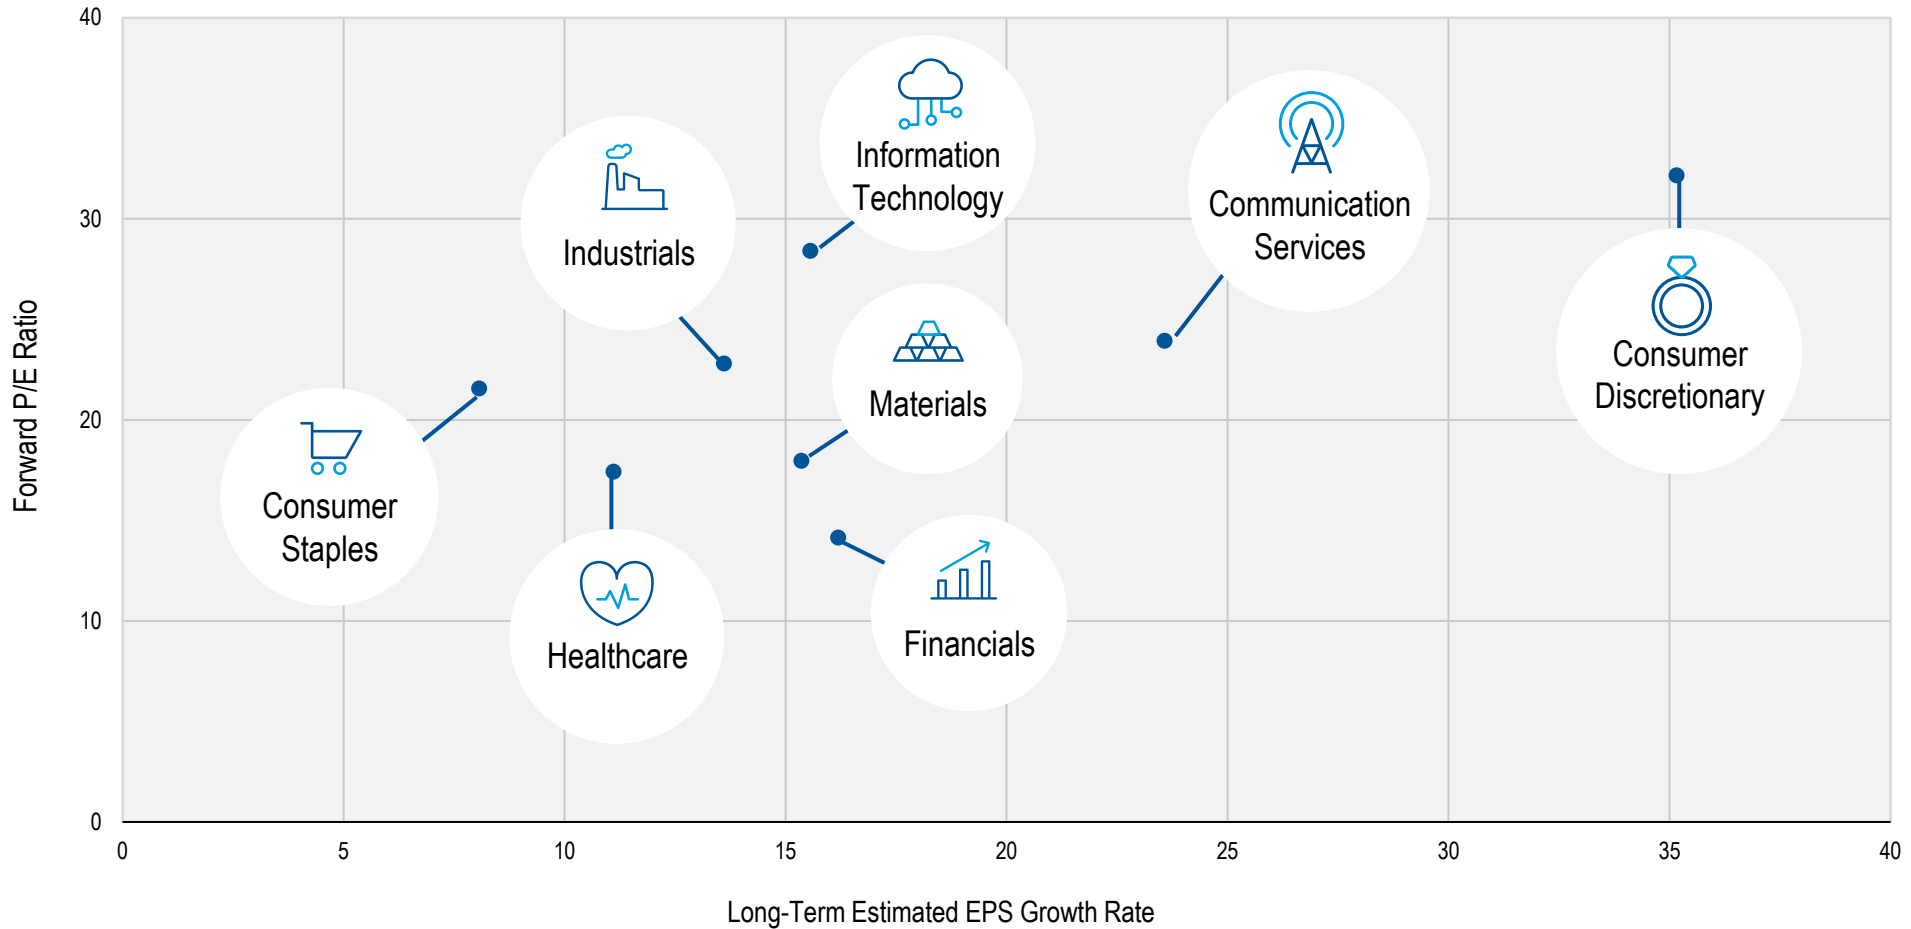 40
30
20
10
0
Forward P/E Ratio
Information
Technology
Industrials
Communication
Services
Materials
Consumer
Discretionary
Consumer
Staples
Healthcare
Financials
0
5
10
15
20
25
30
35
40
Long-Term Estimated EPS Growth Rate